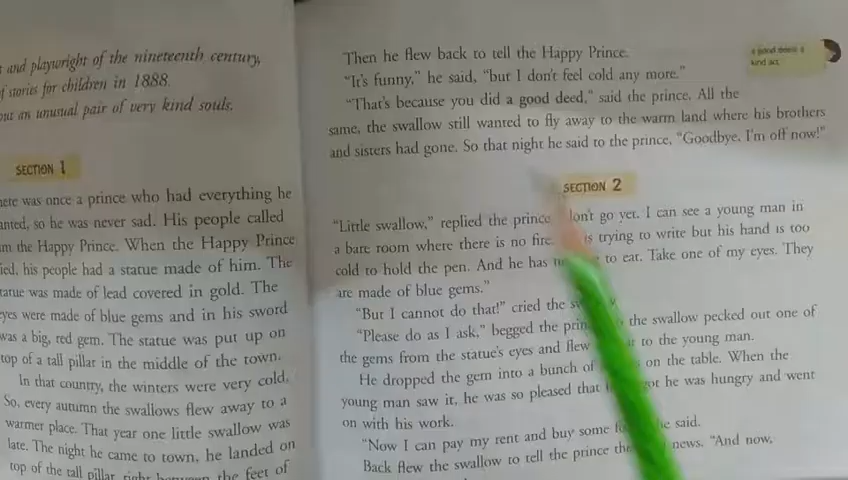 and playwright of the nineteenth century,
stories for children in 1888.
an unusual pair of very kind souls.
SECTION 1
there was once a prince who had everything he
wanted, so he was never sad. His people called
him the Happy Prince. When the Happy Prince
died, his people had a statue made of him. The
statue was made of lead covered in gold. The
eyes were made of blue gems and in his sword
was a big, red gem. The statue was put up on
top of a tall pillar in the middle of the town.
In that country, the winters were very cold.
So, every autumn the swallows flew away to a
warmer place. That year one little swallow was
late. The night he came to town, he landed on
top of the tall pillar, right between the feet of
Then he flew back to tell the Happy Prince.
"It's funny," he said, "but I don't feel cold any more."
"That's because you did a good deed," said the prince. All the
same, the swallow still wanted to fly away to the warm land where his brothers
and sisters had gone. So that night he said to the prince, "Goodbye, I'm off now!"
a good deed: a
kind act
SECTION 2
"Little swallow," replied the prince don't go yet. I can see a young man in
a bare room where there is no fire. is trying to write but his hand is too
cold to hold the pen. And he has to eat. Take one of my eyes. They
are made of blue gems."
"But I cannot do that!" cried the
"Please do as I ask," begged the the swallow pecked out one of
the gems from the statue's eyes and flew to the young man.
He dropped the gem into a bunch of on the table. When the
young man saw it, he was so pleased that he was hungry and went
on with his work.
"Now I can pay my rent and buy some he said.
Back flew the swallow to tell the prince news. "And now,